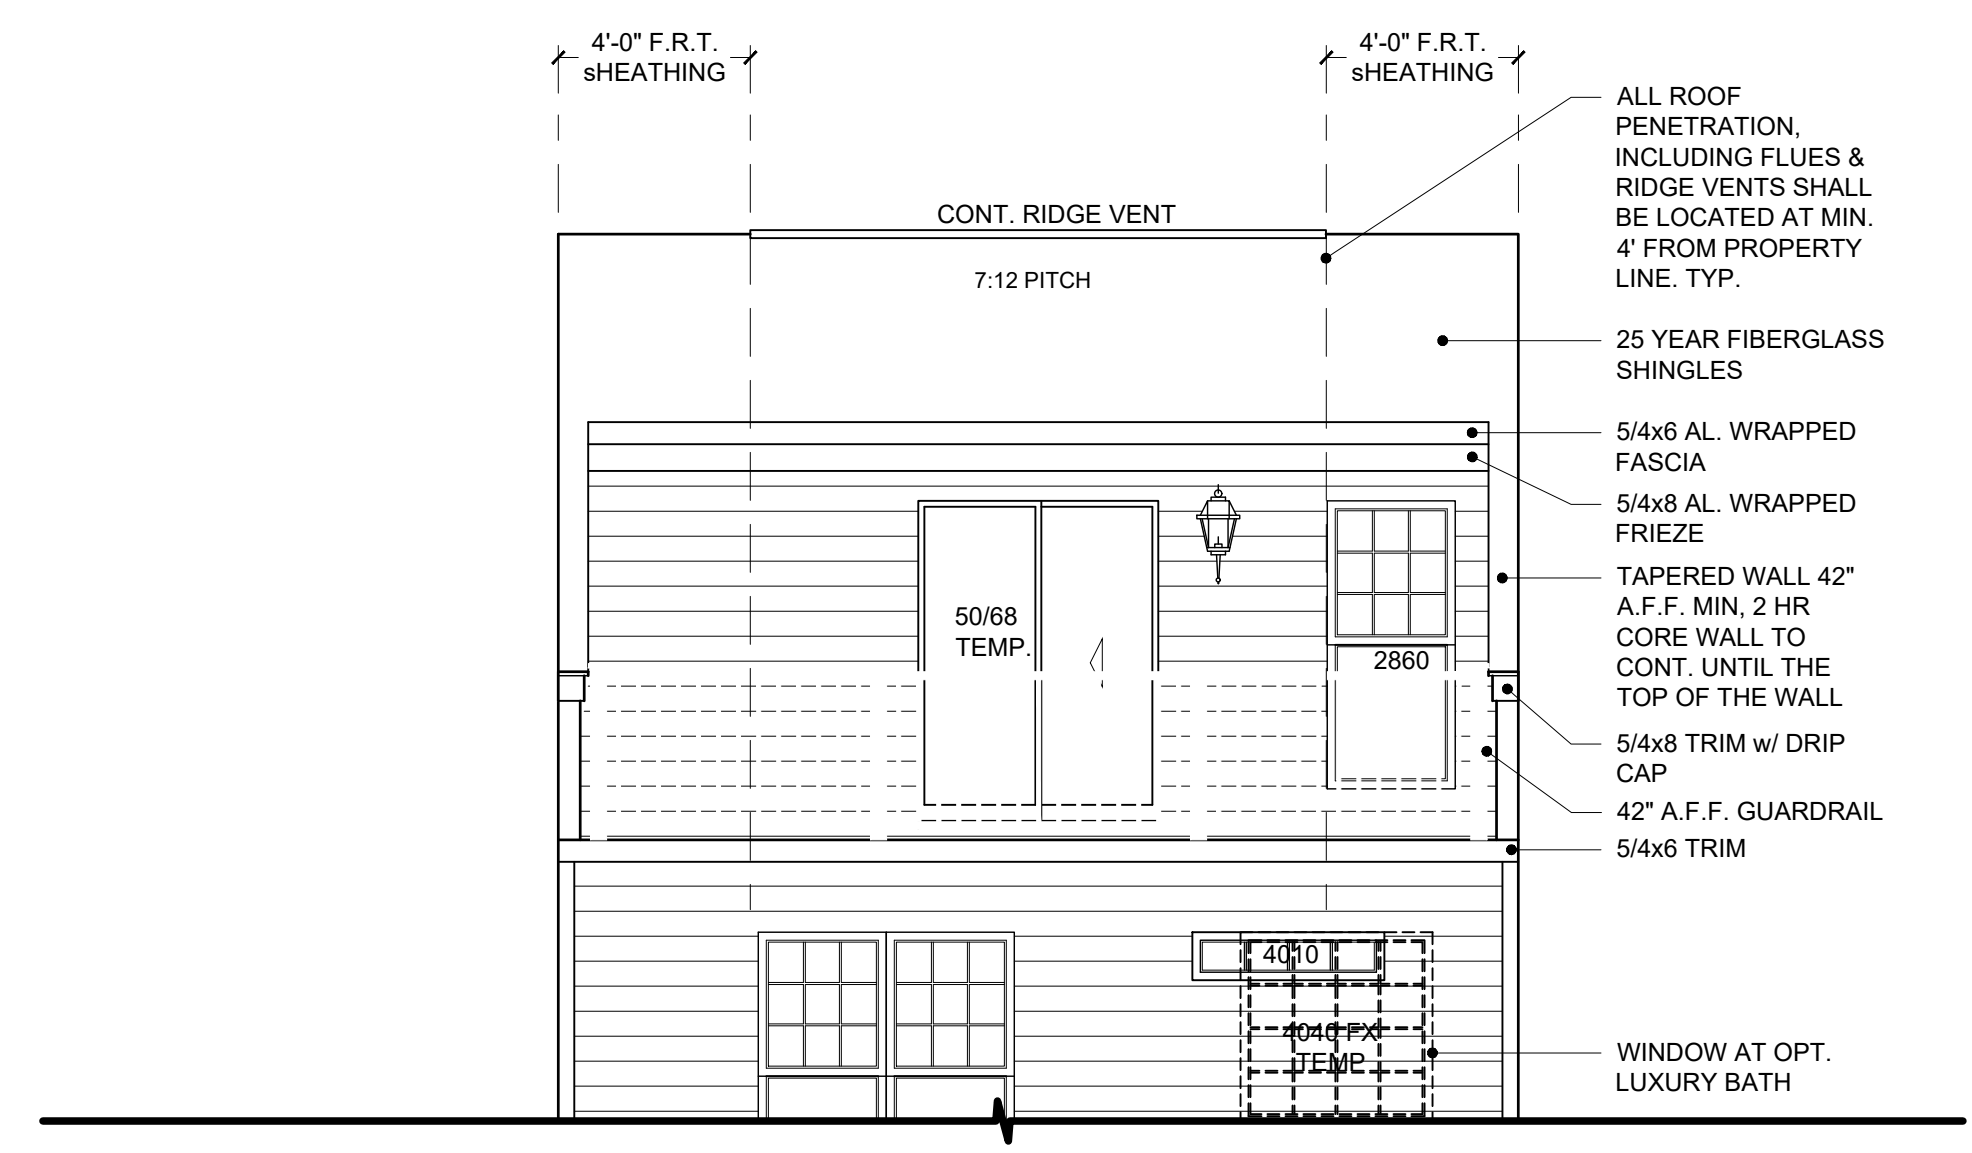 4'-0" F.R.T.
sHEATHING
4'-0" F.R.T.
sHEATHING
CONT. RIDGE VENT
7:12 PITCH
ALL ROOF
PENETRATION,
INCLUDING FLUES &
RIDGE VENTS SHALL
BE LOCATED AT MIN.
4' FROM PROPERTY
LINE. TYP.
25 YEAR FIBERGLASS
SHINGLES
5/4x6 AL. WRAPPED
FASCIA
5/4x8 AL. WRAPPED
FRIEZE
TAPERED WALL 42"
A.F.F. MIN, 2 HR
CORE WALL TO
CONT. UNTIL THE
TOP OF THE WALL
50/68
TEMP.
2860
5/4x8 TRIM w/ DRIP
CAP
42" A.F.F. GUARDRAIL
5/4x6 TRIM
4010
4040 FX
TEMP
WINDOW AT OPT.
LUXURY BATH